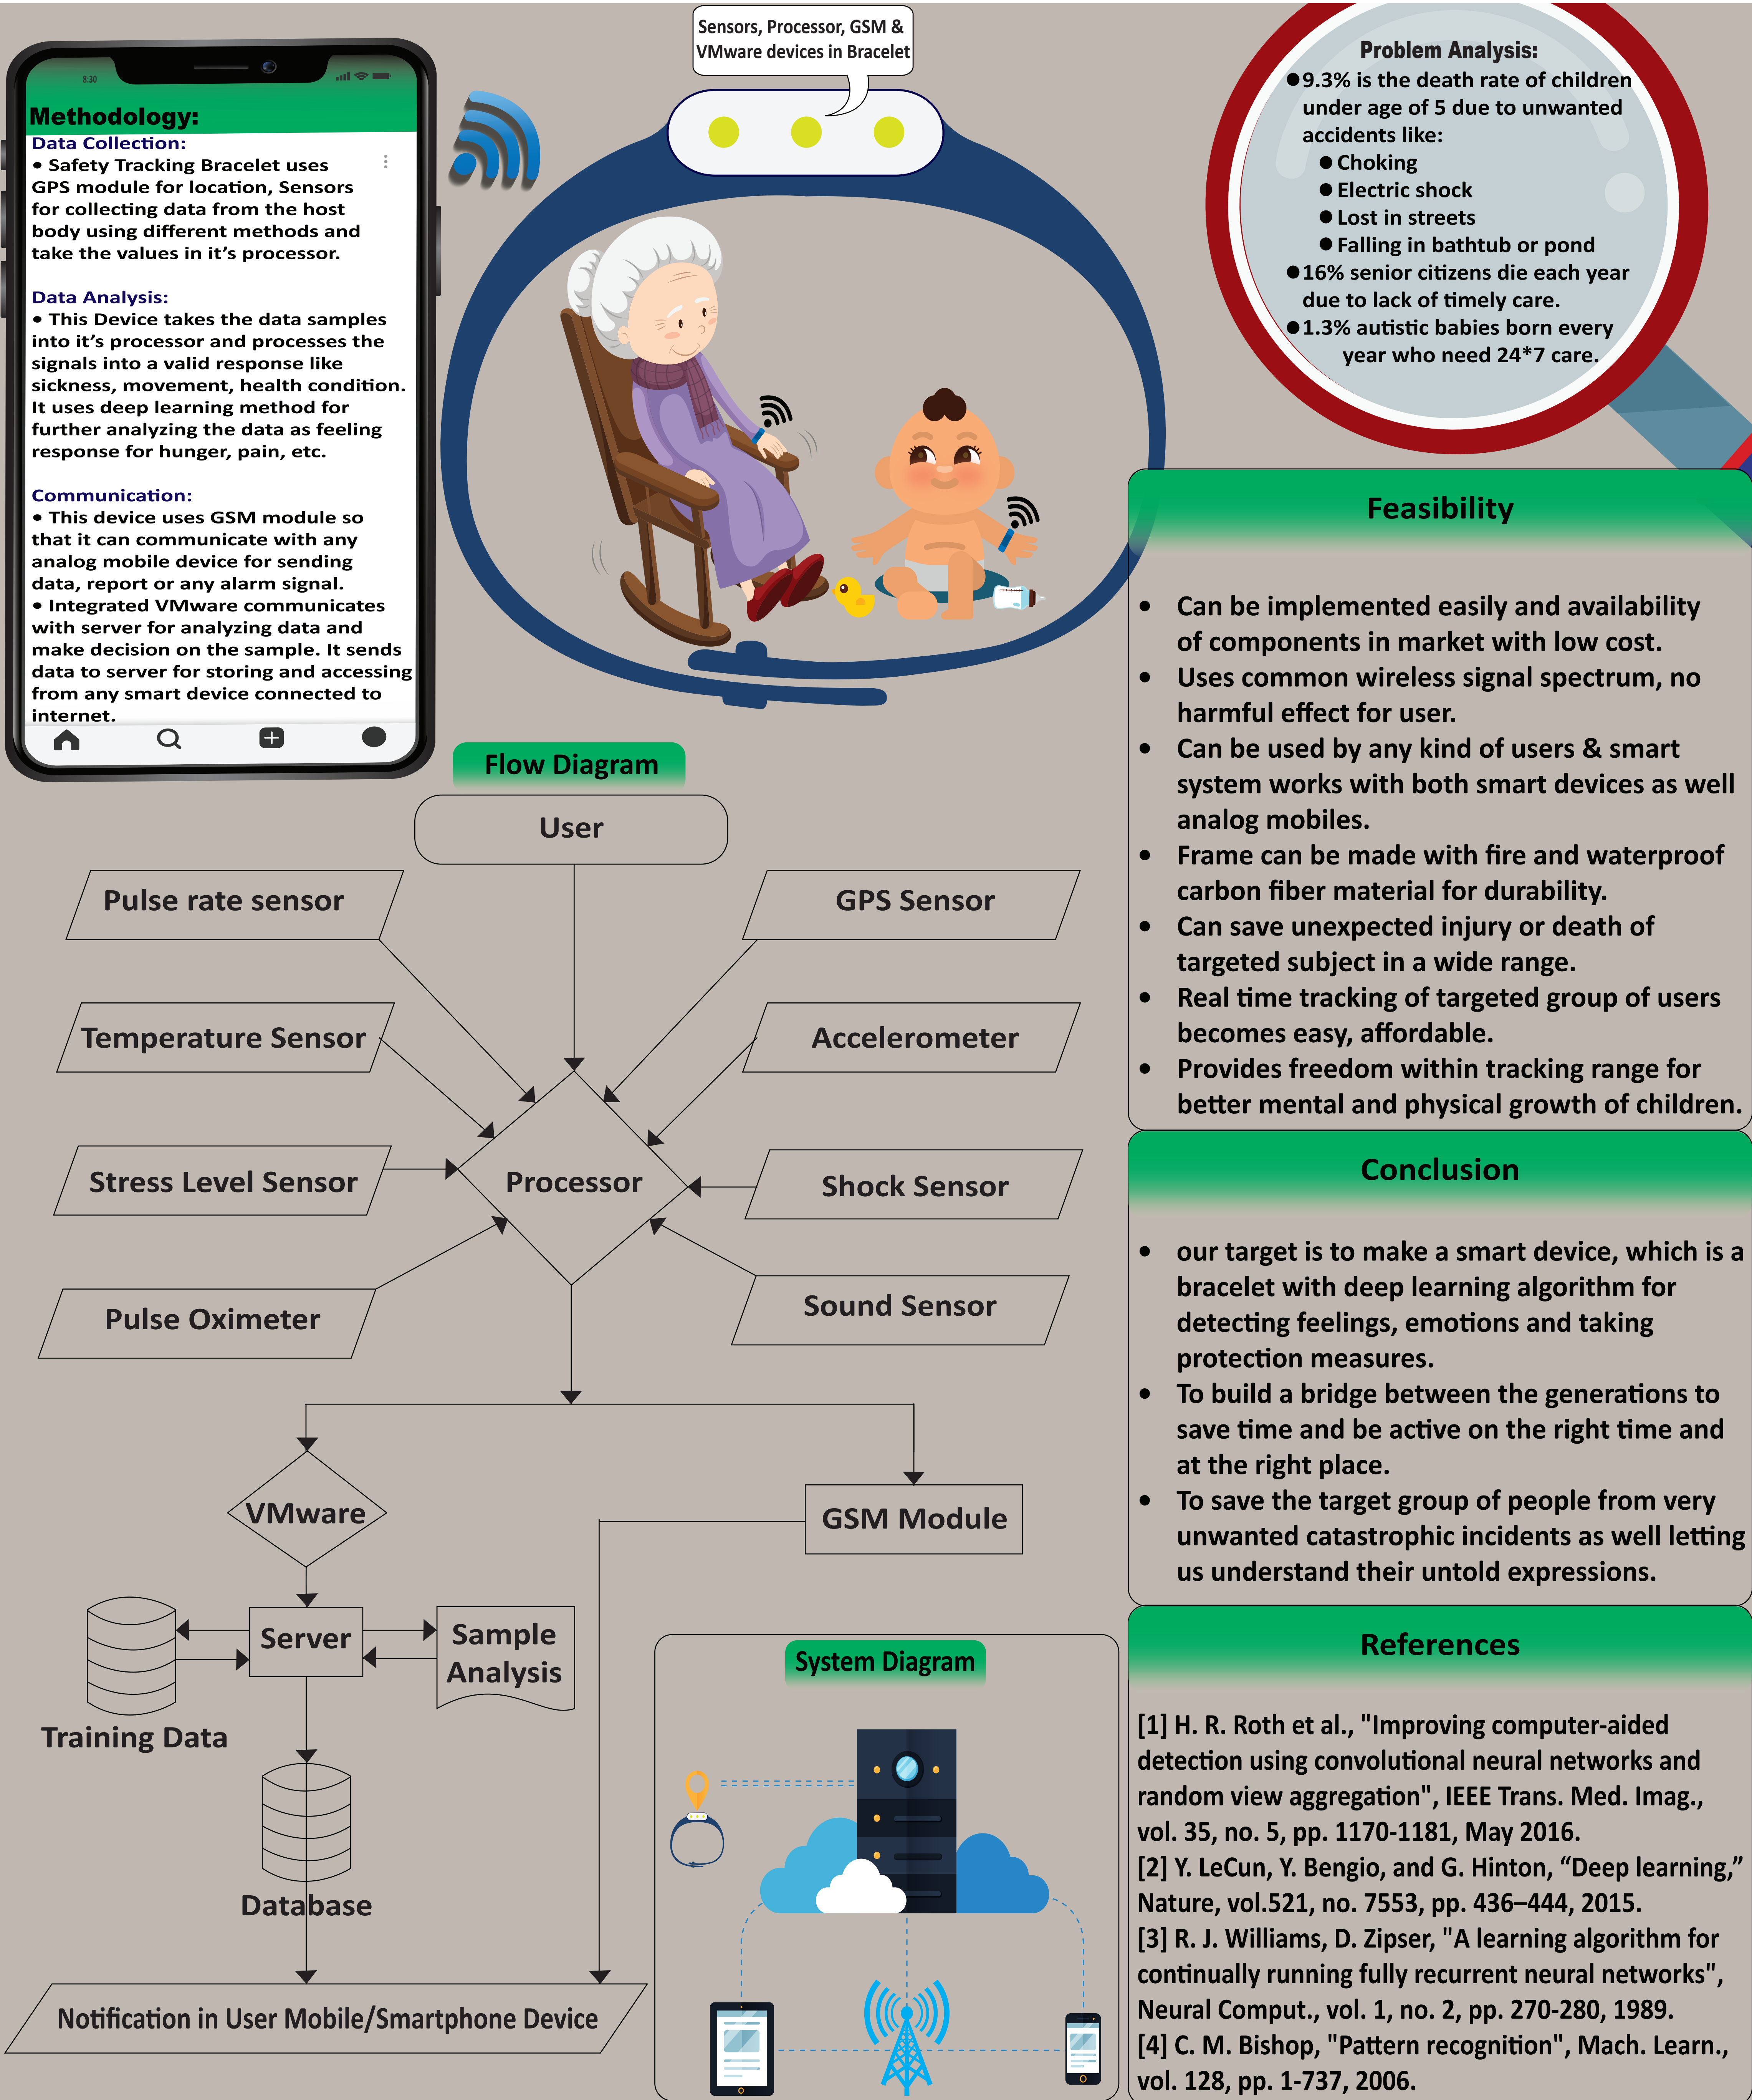 Sensors, Processor, GSM &
VMware devices in Bracelet
8:30
Methodology:
Data Collection:
• Safety Tracking Bracelet uses
GPS module for location, Sensors
for collecting data from the host
body using different methods and
take the values in it's processor.
Data Analysis:
• This Device takes the data samples
into it's processor and processes the
signals into a valid response like
sickness, movement, health condition.
It uses deep learning method for
further analyzing the data as feeling
response for hunger, pain, etc.
Communication:
• This device uses GSM module so
that it can communicate with any
analog mobile device for sending
data, report or any alarm signal.
• Integrated VMware communicates
with server for analyzing data and
make decision on the sample. It sends
data to server for storing and accessing
from any smart device connected to
internet.
Problem Analysis:
● 9.3% is the death rate of children
under age of 5 due to unwanted
accidents like:
● Choking
● Electric shock
● Lost in streets
● Falling in bathtub or pond
● 16% senior citizens die each year
due to lack of timely care.
● 1.3% autistic babies born every
year who need 24*7 care.
Flow Diagram
User
Pulse rate sensor
GPS Sensor
Temperature Sensor
Accelerometer
Stress Level Sensor
Processor
Shock Sensor
Pulse Oximeter
Sound Sensor
VMware
GSM Module
Server
Sample
Analysis
Training Data
Database
Notification in User Mobile/Smartphone Device
System Diagram
Feasibility
• Can be implemented easily and availability
of components in market with low cost.
• Uses common wireless signal spectrum, no
harmful effect for user.
• Can be used by any kind of users & smart
system works with both smart devices as well
analog mobiles.
• Frame can be made with fire and waterproof
carbon fiber material for durability.
• Can save unexpected injury or death of
targeted subject in a wide range.
• Real time tracking of targeted group of users
becomes easy, affordable.
• Provides freedom within tracking range for
better mental and physical growth of children.
Conclusion
• our target is to make a smart device, which is a
bracelet with deep learning algorithm for
detecting feelings, emotions and taking
protection measures.
• To build a bridge between the generations to
save time and be active on the right time and
at the right place.
• To save the target group of people from very
unwanted catastrophic incidents as well letting
us understand their untold expressions.
References
[1] H. R. Roth et al., "Improving computer-aided
detection using convolutional neural networks and
random view aggregation", IEEE Trans. Med. Imag.,
vol. 35, no. 5, pp. 1170-1181, May 2016.
[2] Y. LeCun, Y. Bengio, and G. Hinton, “Deep learning,”
Nature, vol.521, no. 7553, pp. 436–444, 2015.
[3] R. J. Williams, D. Zipser, "A learning algorithm for
continually running fully recurrent neural networks",
Neural Comput., vol. 1, no. 2, pp. 270-280, 1989.
[4] C. M. Bishop, "Pattern recognition", Mach. Learn.,
vol. 128, pp. 1-737, 2006.